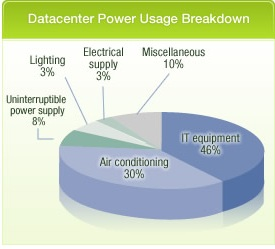 Datacenter Power Usage Breakdown
Lighting
3%
Electrical
supply
3%
Miscellaneous
10%
Uninterruptible
power supply
8%
IT equipment
46%
Air conditioning
30%